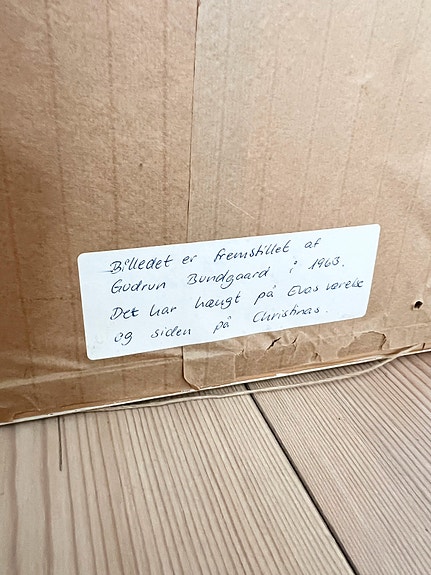 Billedet er fremstillet af
Gudrun Bundgaard i 1963.
Det har hængt på Evas værelse
og siden på Christinas.